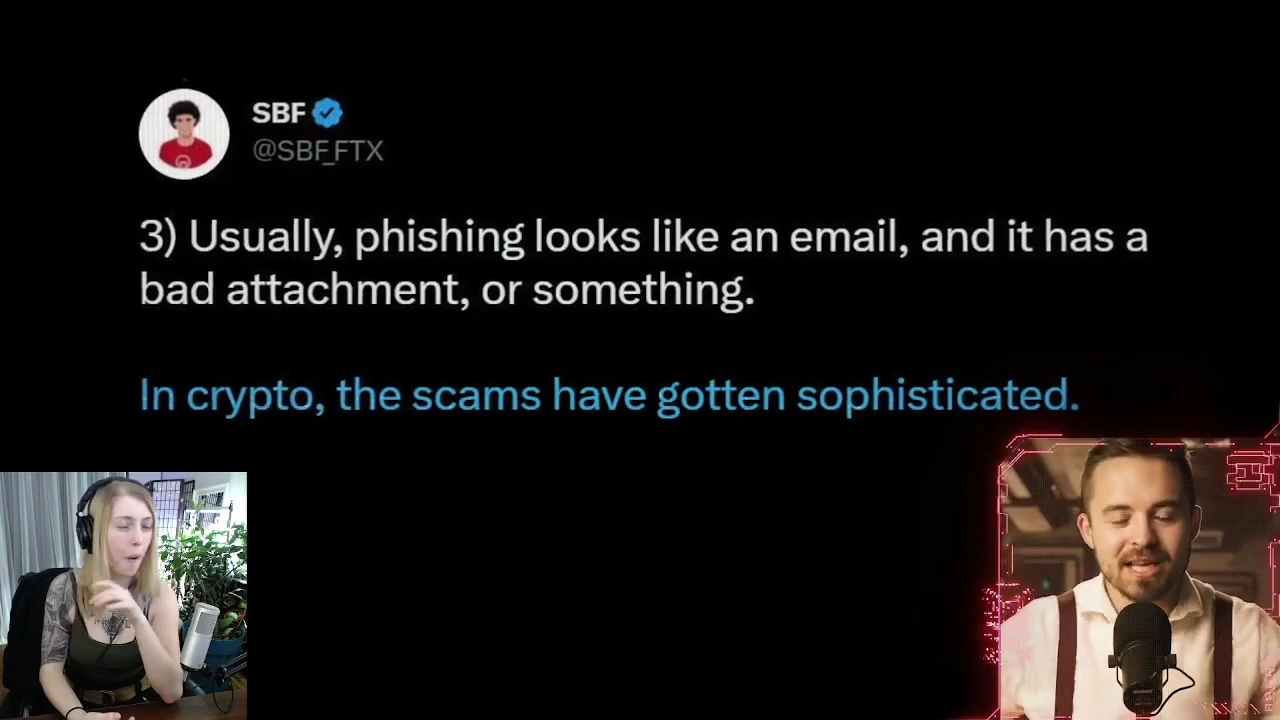 SBF
@SBF_FTX
3) Usually, phishing looks like an email, and it has a
bad attachment, or something.
In crypto, the scams have gotten sophisticated.